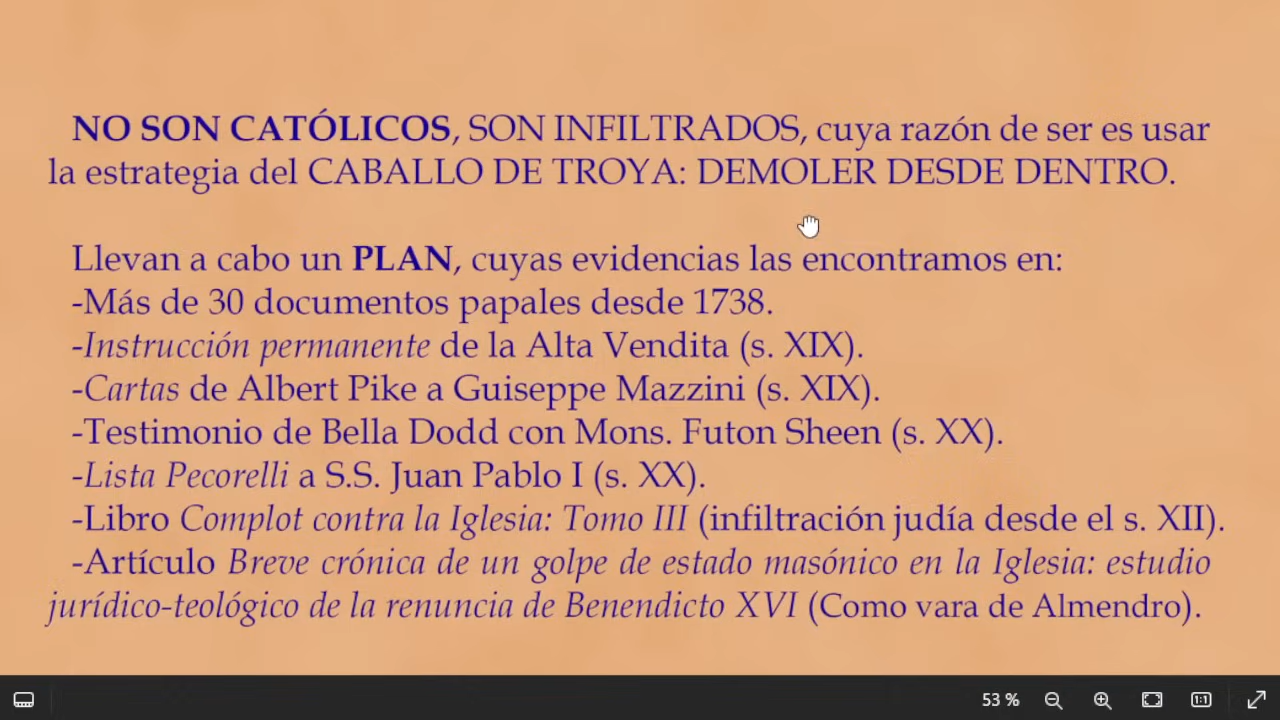 NO SON CATÓLICOS, SON INFILTRADOS, cuya razón de ser es usar
la estrategia del CABALLO DE TROYA: DEMOLER DESDE DENTRO.
Llevan a cabo un PLAN, cuyas evidencias las encontramos en:
-Más de 30 documentos papales desde 1738.
-Instrucción permanente de la Alta Vendita (s. XIX).
-Cartas de Albert Pike a Guiseppe Mazzini (s. XIX).
-Testimonio de Bella Dodd con Mons. Futon Sheen (s. XX).
-Lista Pecorelli a S.S. Juan Pablo I (s. XX).
-Libro Complot contra la Iglesia: Tomo III (infiltración judía desde el s. XII).
-Artículo Breve crónica de un golpe de estado masónico en la Iglesia: estudio
jurídico-teológico de la renuncia de Benendicto XVI (Como vara de Almendro).
53 %
1:1